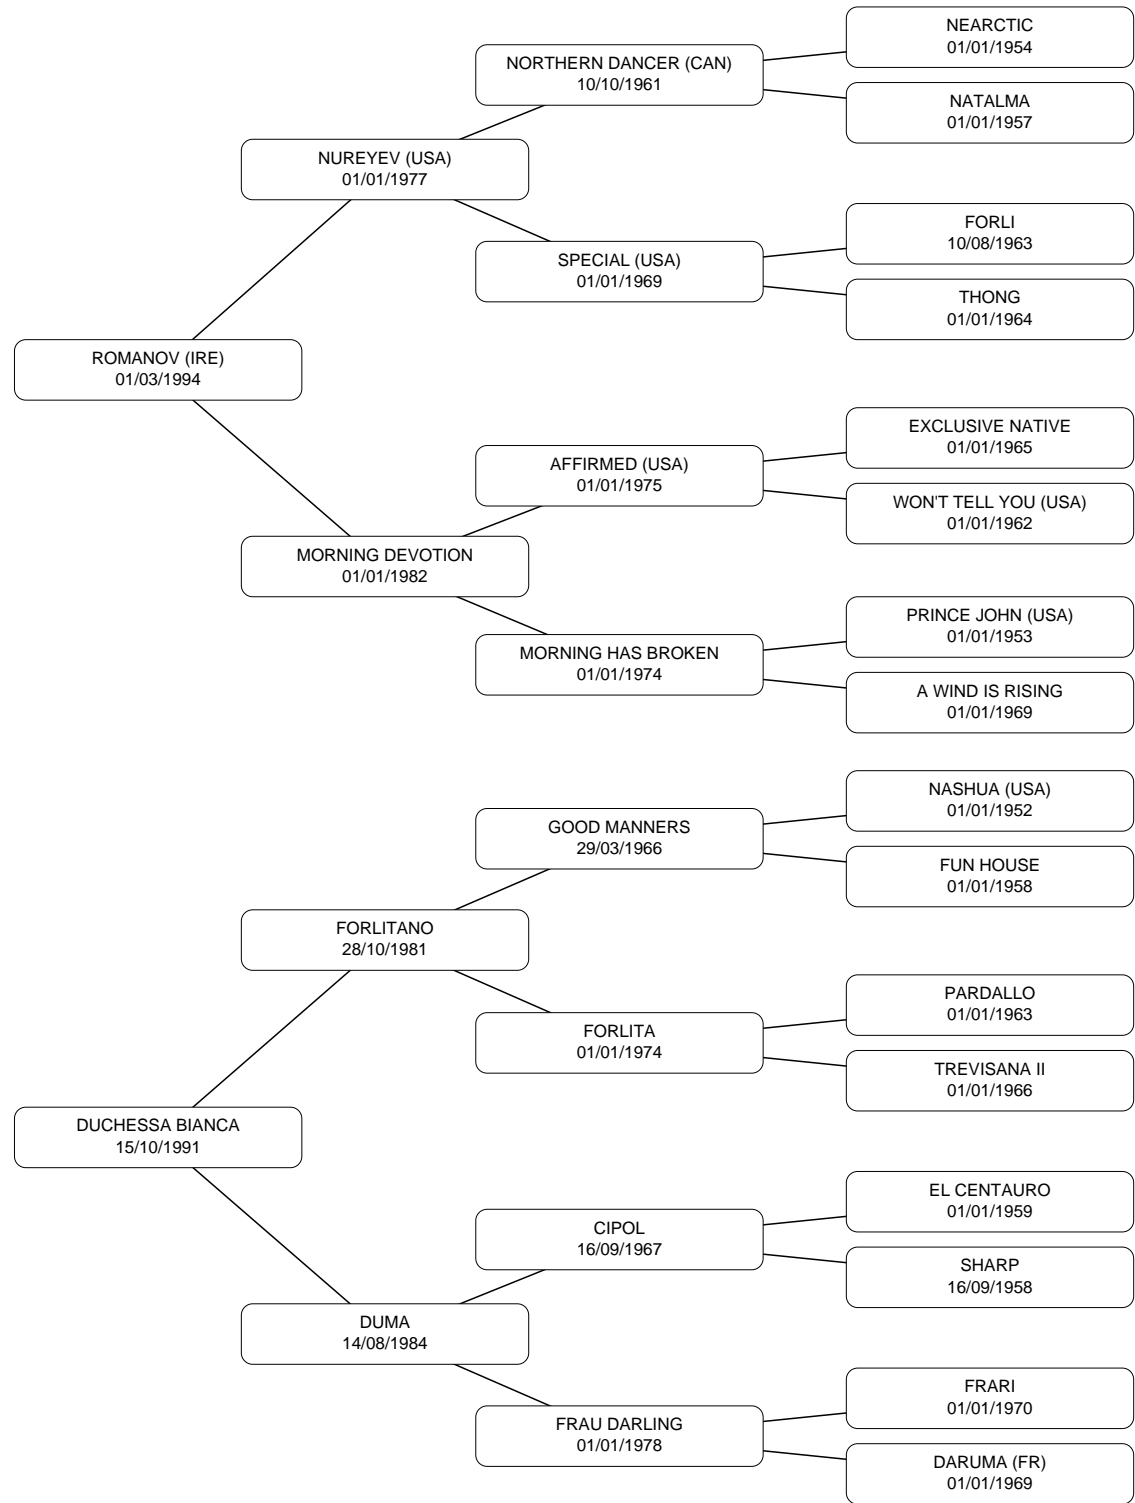 NEARCTIC
01/01/1954
NORTHERN DANCER (CAN)
10/10/1961
NATALMA
01/01/1957
NUREYEV (USA)
01/01/1977
FORLI
10/08/1963
SPECIAL (USA)
01/01/1969
THONG
01/01/1964
ROMANOV (IRE)
01/03/1994
EXCLUSIVE NATIVE
01/01/1965
AFFIRMED (USA)
01/01/1975
WON'T TELL YOU (USA)
01/01/1962
MORNING DEVOTION
01/01/1982
PRINCE JOHN (USA)
01/01/1953
MORNING HAS BROKEN
01/01/1974
A WIND IS RISING
01/01/1969
NASHUA (USA)
01/01/1952
GOOD MANNERS
29/03/1966
FUN HOUSE
01/01/1958
FORLITANO
28/10/1981
PARDALLO
01/01/1963
FORLITA
01/01/1974
TREVISANA II
01/01/1966
DUCHESSA BIANCA
15/10/1991
EL CENTAURO
01/01/1959
CIPOL
16/09/1967
SHARP
16/09/1958
DUMA
14/08/1984
FRARI
01/01/1970
FRAU DARLING
01/01/1978
DARUMA (FR)
01/01/1969